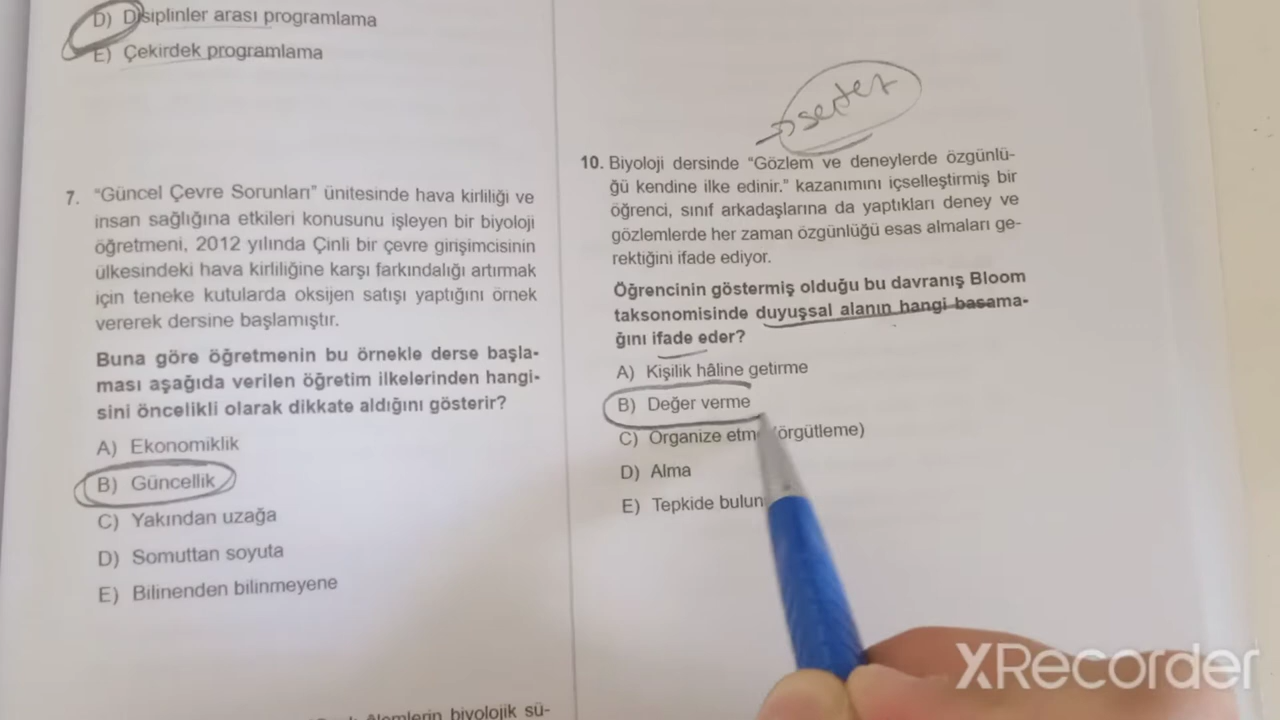 D) Disiplinler arası programlama
E) Çekirdek programlama
7. "Güncel Çevre Sorunları" ünitesinde hava kirliliği ve
insan sağlığına etkileri konusunu işleyen bir biyoloji
öğretmeni, 2012 yılında Çinli bir çevre girişimcisinin
ülkesindeki hava kirliliğine karşı farkındalığı artırmak
için teneke kutularda oksijen satışı yaptığını örnek
vererek dersine başlamıştır.
Buna göre öğretmenin bu örnekle derse başla-
ması aşağıda verilen öğretim ilkelerinden hangi-
sini öncelikli olarak dikkate aldığını gösterir?
A) Ekonomiklik
B) Güncellik
C) Yakından uzağa
D) Somuttan soyuta
E) Bilinenden bilinmeyene
Alemlerin biyolojik sü-
10. Biyoloji dersinde "Gözlem ve deneylerde özgünlü-
ğü kendine ilke edinir." kazanımını içselleştirmiş bir
öğrenci, sınıf arkadaşlarına da yaptıkları deney ve
gözlemlerde her zaman özgünlüğü esas almaları ge-
rektiğini ifade ediyor.
Öğrencinin göstermiş olduğu bu davranış Bloom
taksonomisinde duyuşsal alanın hangi basama-
ğını ifade eder?
A) Kişilik hâline getirme
B) Değer verme
C) Organize etme (örgütleme)
D) Alma
E) Tepkide bulun
XRecorder